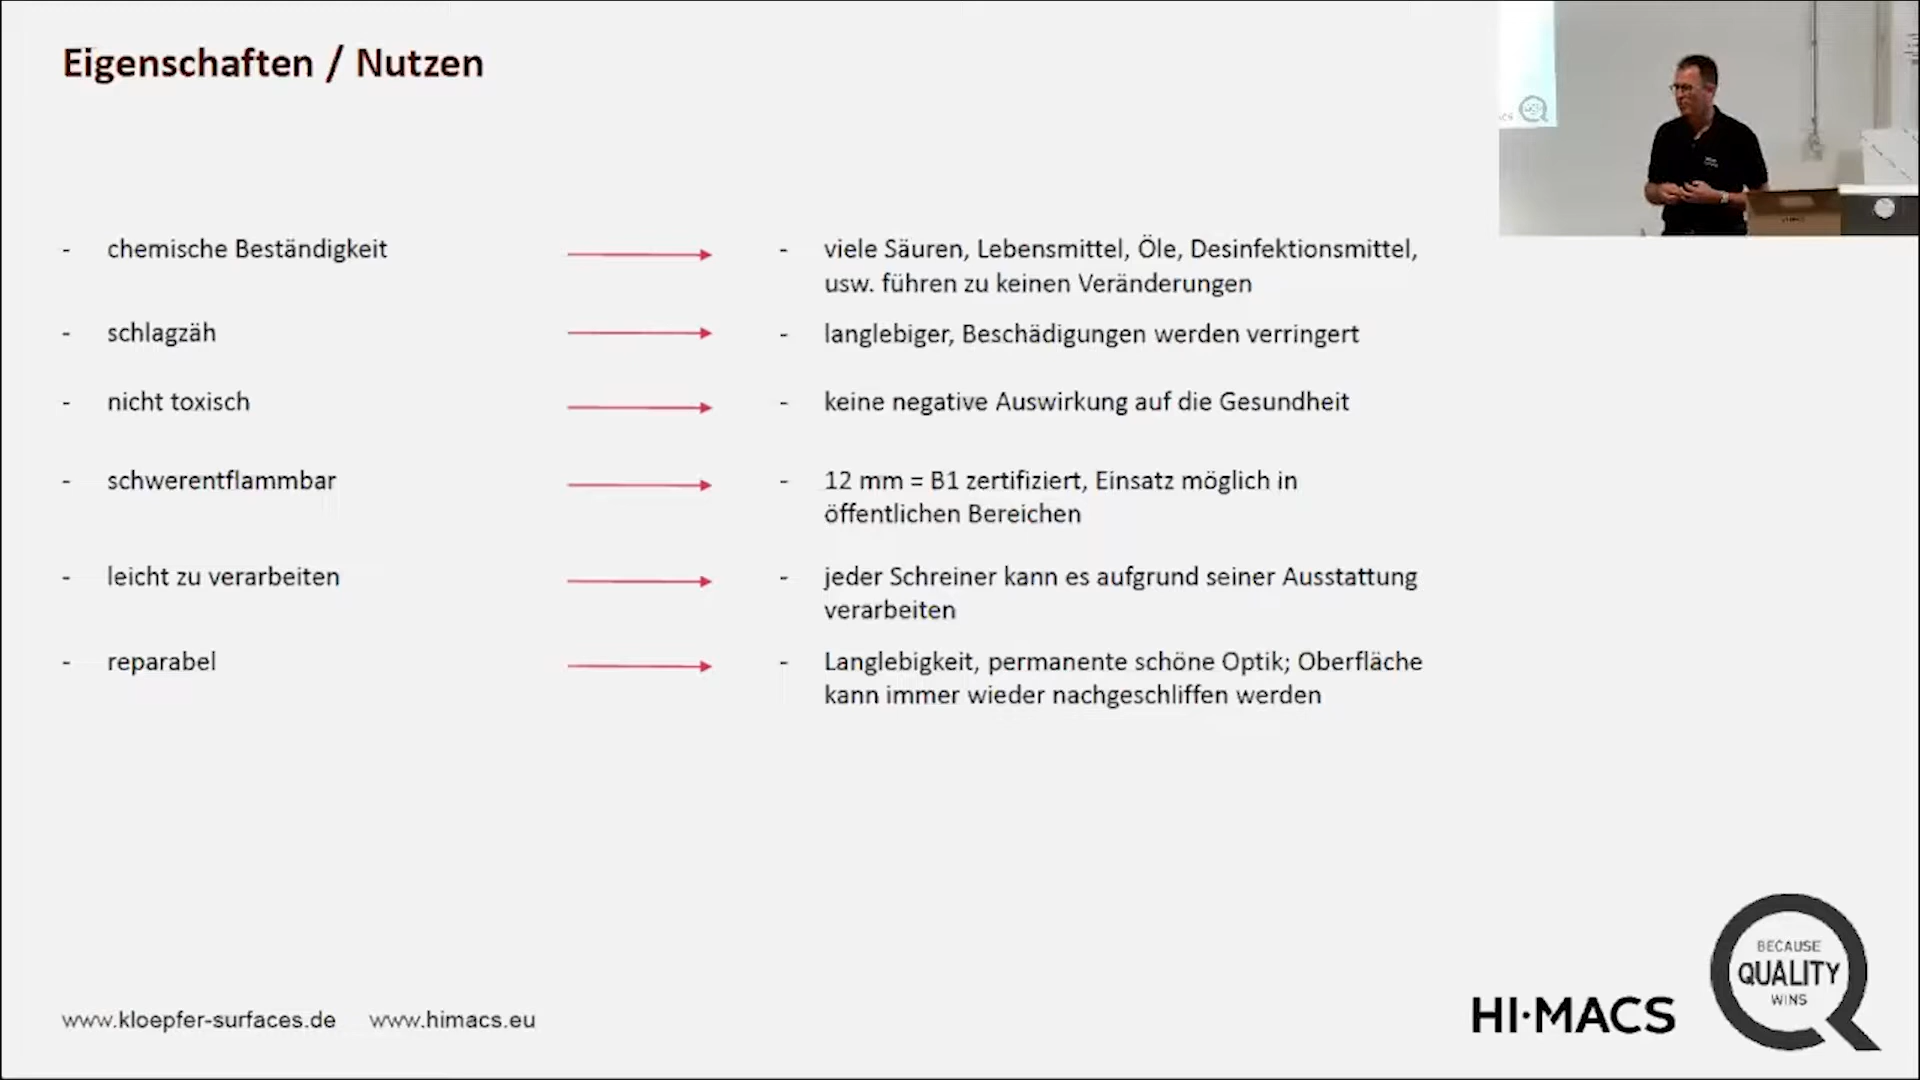 Eigenschaften / Nutzen
- chemische Beständigkeit
- viele Säuren, Lebensmittel, Öle, Desinfektionsmittel,
usw. führen zu keinen Veränderungen
- schlagzäh
- langlebiger, Beschädigungen werden verringert
- nicht toxisch
- keine negative Auswirkung auf die Gesundheit
- schwerentflammbar
- 12 mm = B1 zertifiziert, Einsatz möglich in
öffentlichen Bereichen
- leicht zu verarbeiten
- jeder Schreiner kann es aufgrund seiner Ausstattung
verarbeiten
- reparabel
- Langlebigkeit, permanente schöne Optik; Oberfläche
kann immer wieder nachgeschliffen werden
www.kloepfer-surfaces.de www.himacs.eu
HI·MACS
BECAUSE
QUALITY
WINS